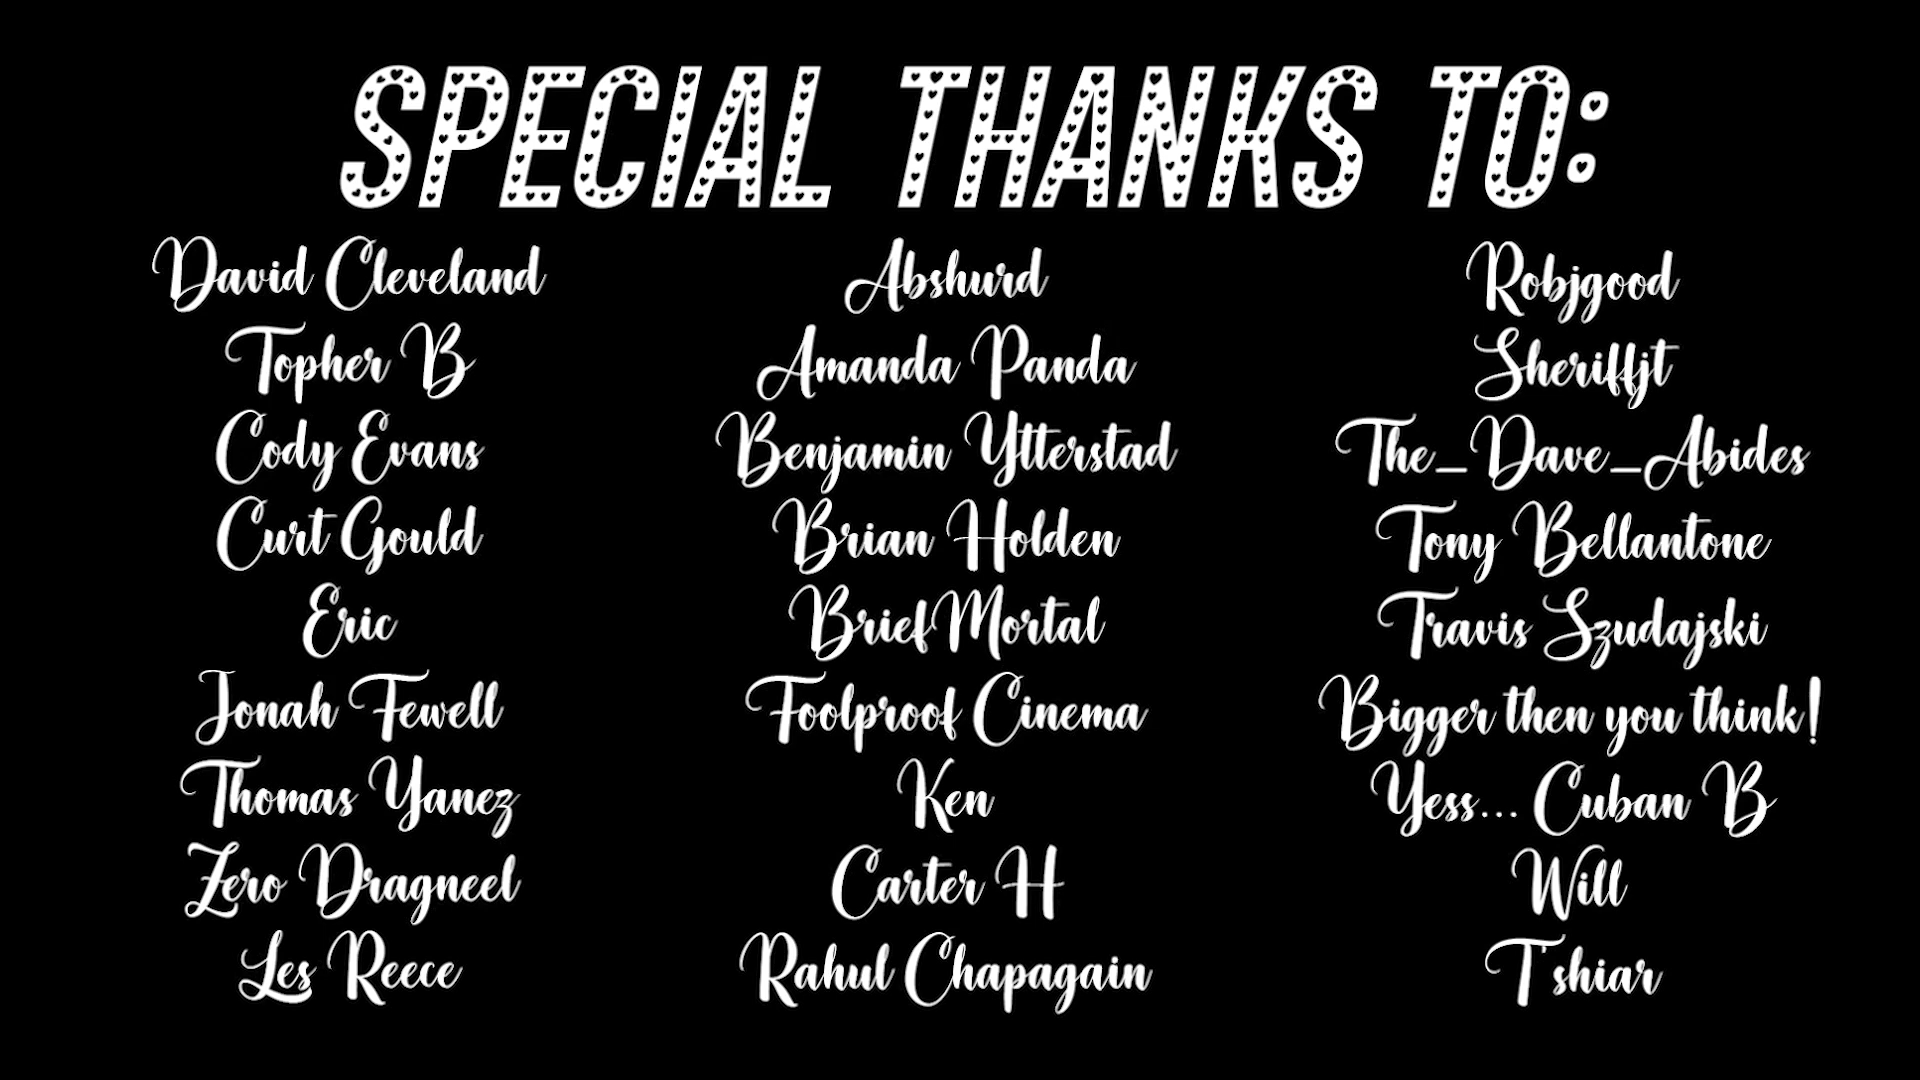 SPECIAL THANKS TO:
David Cleveland
Topher B
Cody Evans
Curt Gould
Eric
Jonah Fewell
Thomas Yanez
Zero Dragneel
Les Reece
Abshurd
Amanda Panda
Benjamin Ytterstad
Brian Holden
BriefMortal
Foolproof Cinema
Ken
Carter H
Rahul Chapagain
Robjgood
Sheriffjt
The_Dave_Abides
Tony Bellantone
Travis Szudajski
Bigger then you think!
Yess... Cuban B
Will
T'shiar